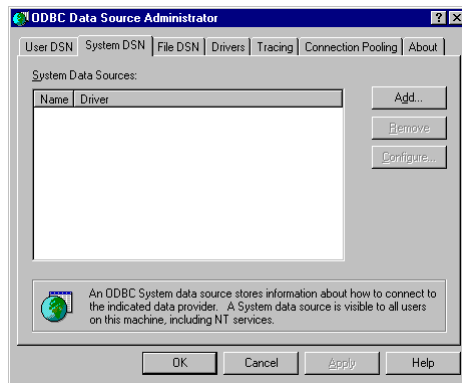 ODBC Data Source Administrator
User DSN System DSN File DSN Drivers Tracing Connection Pooling About
System Data Sources:
Name Driver
Add...
Remove
Configure...
An ODBC System data source stores information about how to connect to
the indicated data provider. A System data source is visible to all users
on this machine, including NT services.
OK Cancel Apply Help